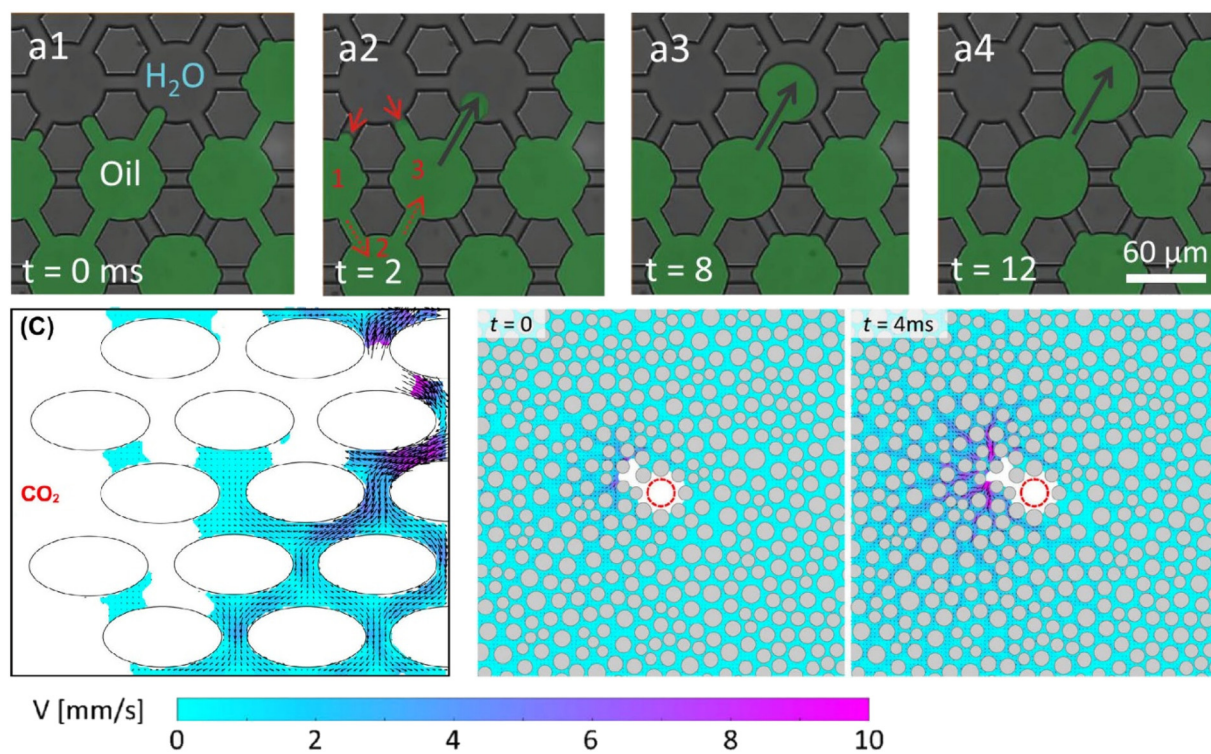 a1
H₂O
Oil
t = 0 ms
a2
1
3
2
t = 2
a3
t = 8
a4
t = 12
60 µm
(C)
CO₂
t = 0
t = 4ms
V [mm/s]
0 2 4 6 8 10